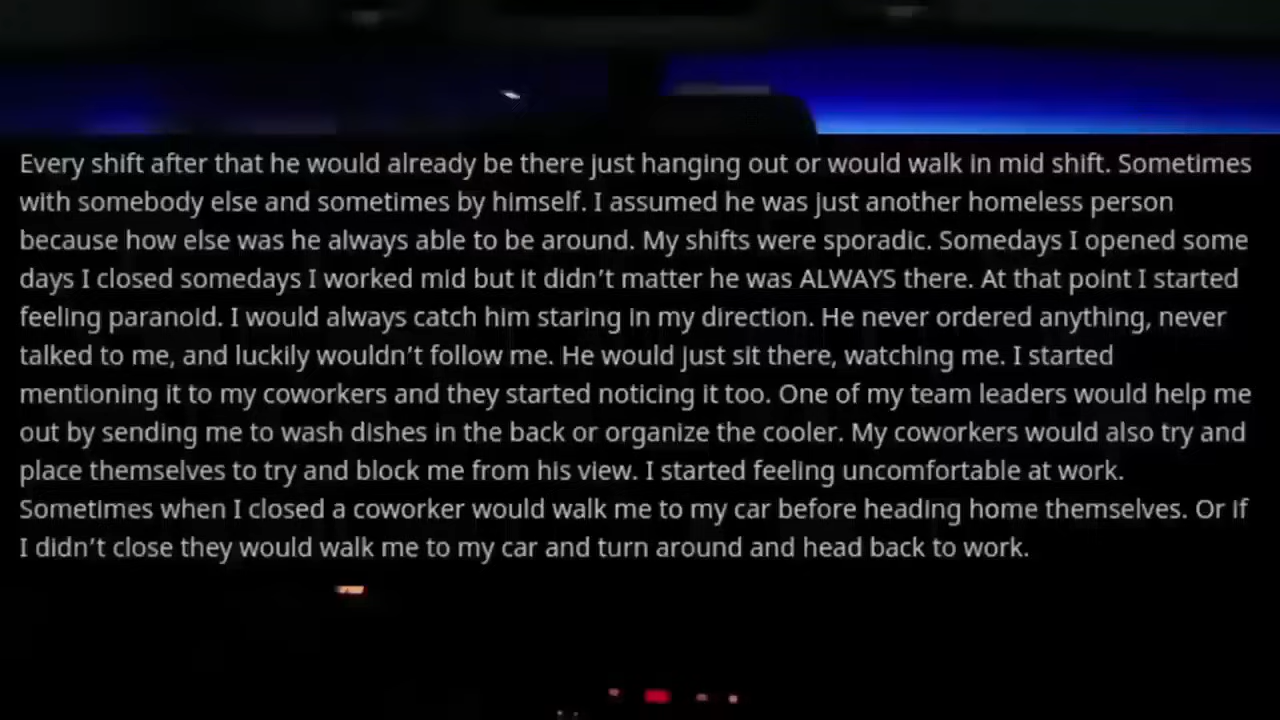 Every shift after that he would already be there just hanging out or would walk in mid shift. Sometimes
with somebody else and sometimes by himself. I assumed he was just another homeless person
because how else was he always able to be around. My shifts were sporadic. Somedays I opened some
days I closed somedays I worked mid but it didn't matter he was ALWAYS there. At that point I started
feeling paranoid. I would always catch him staring in my direction. He never ordered anything, never
talked to me, and luckily wouldn't follow me. He would just sit there, watching me. I started
mentioning it to my coworkers and they started noticing it too. One of my team leaders would help me
out by sending me to wash dishes in the back or organize the cooler. My coworkers would also try and
place themselves to try and block me from his view. I started feeling uncomfortable at work.
Sometimes when I closed a coworker would walk me to my car before heading home themselves. Or if
I didn't close they would walk me to my car and turn around and head back to work.